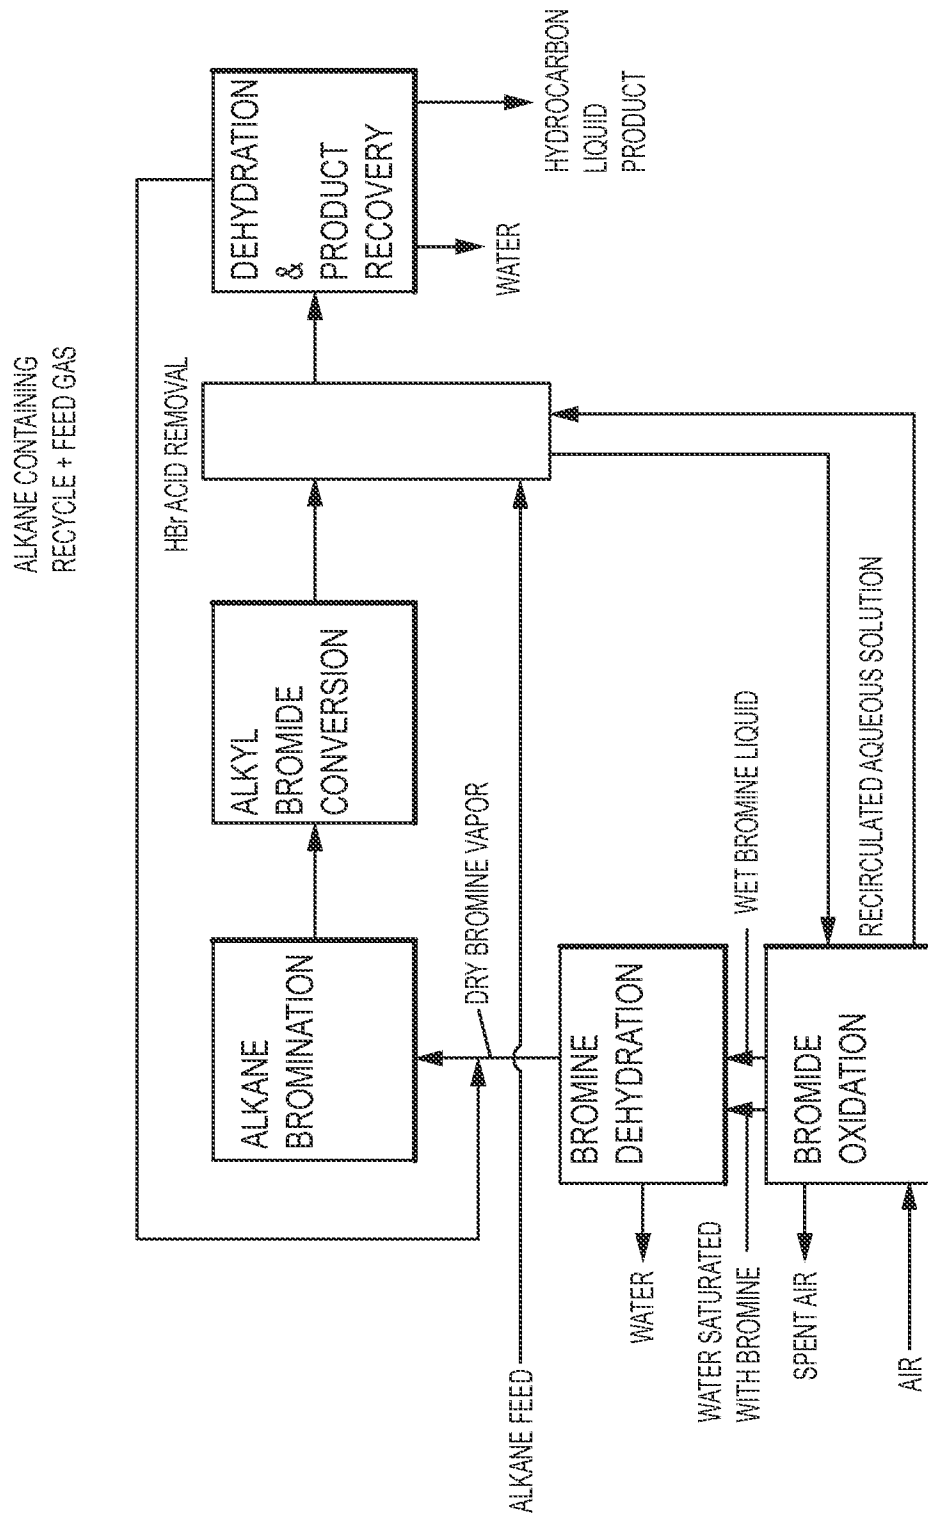 ALKANE CONTAINING
RECYCLE + FEED GAS
HBr ACID REMOVAL
ALKANE
BROMINATION
ALKYL
BROMIDE
CONVERSION
DEHYDRATION
&
PRODUCT
RECOVERY
WATER
HYDROCARBON
LIQUID
PRODUCT
DRY BROMINE VAPOR
ALKANE FEED
BROMINE
DEHYDRATION
WATER
WET BROMINE LIQUID
WATER SATURATED
WITH BROMINE
BROMIDE
OXIDATION
RECIRCULATED AQUEOUS SOLUTION
SPENT AIR
AIR